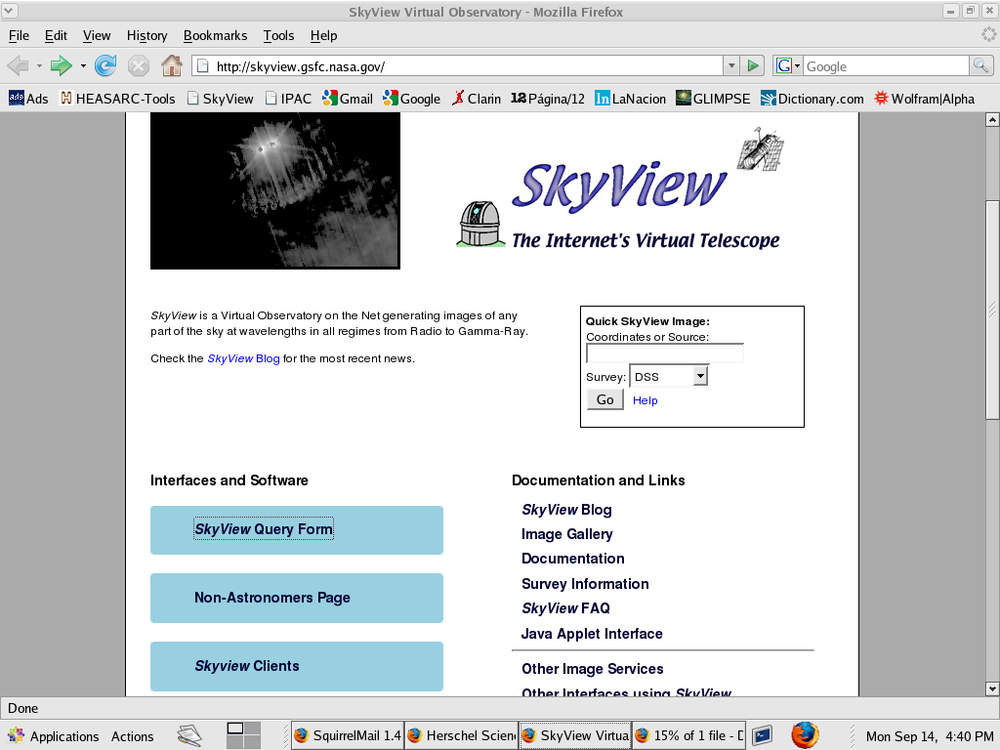 SkyView Virtual Observatory - Mozilla Firefox
File Edit View History Bookmarks Tools Help
http://skyview.gsfc.nasa.gov/
G Google
ads Ads HEASARC-Tools SkyView IPAC Gmail Google Clarin 12 Página/12 In LaNacion GLIMPSE Dictionary.com Wolfram|Alpha
SkyView
The Internet's Virtual Telescope
SkyView is a Virtual Observatory on the Net generating images of any
part of the sky at wavelengths in all regimes from Radio to Gamma-Ray.
Check the SkyView Blog for the most recent news.
Quick SkyView Image:
Coordinates or Source:
Survey: DSS
Go Help
Interfaces and Software
SkyView Query Form
Non-Astronomers Page
Skyview Clients
Documentation and Links
SkyView Blog
Image Gallery
Documentation
Survey Information
SkyView FAQ
Java Applet Interface
Other Image Services
Other Interfaces using SkyView
Done
Applications Actions SquirrelMail 1.4 Herschel Scien SkyView Virtua 15% of 1 file - D Mon Sep 14, 4:40 PM